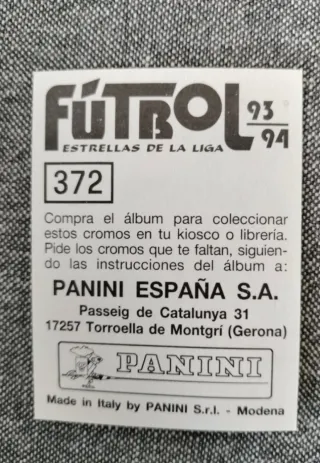 FÚTBOL 93/94
ESTRELLAS DE LA LIGA
372
Compra el álbum para coleccionar
estos cromos en tu kiosco o librería.
Pide los cromos que te faltan, siguien-
do las instrucciones del álbum a:
PANINI ESPAÑA S.A.
Passeig de Catalunya 31
17257 Torroella de Montgrí (Gerona)
PANINI
Made in Italy by PANINI S.r.l. - Modena